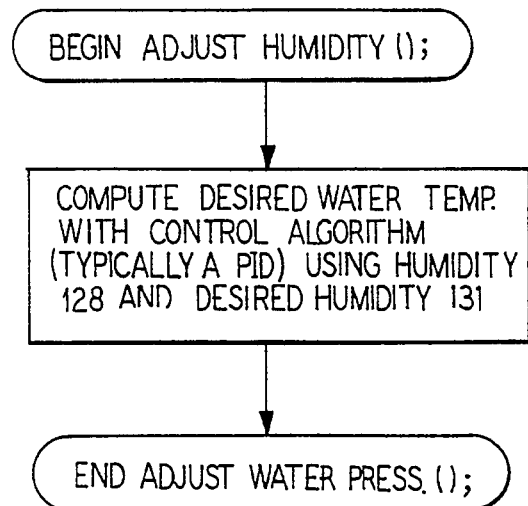 BEGIN ADJUST HUMIDITY ();
COMPUTE DESIRED WATER TEMP.
WITH CONTROL ALGORITHM
(TYPICALLY A PID) USING HUMIDITY
128 AND DESIRED HUMIDITY 131
END ADJUST WATER PRESS. ();